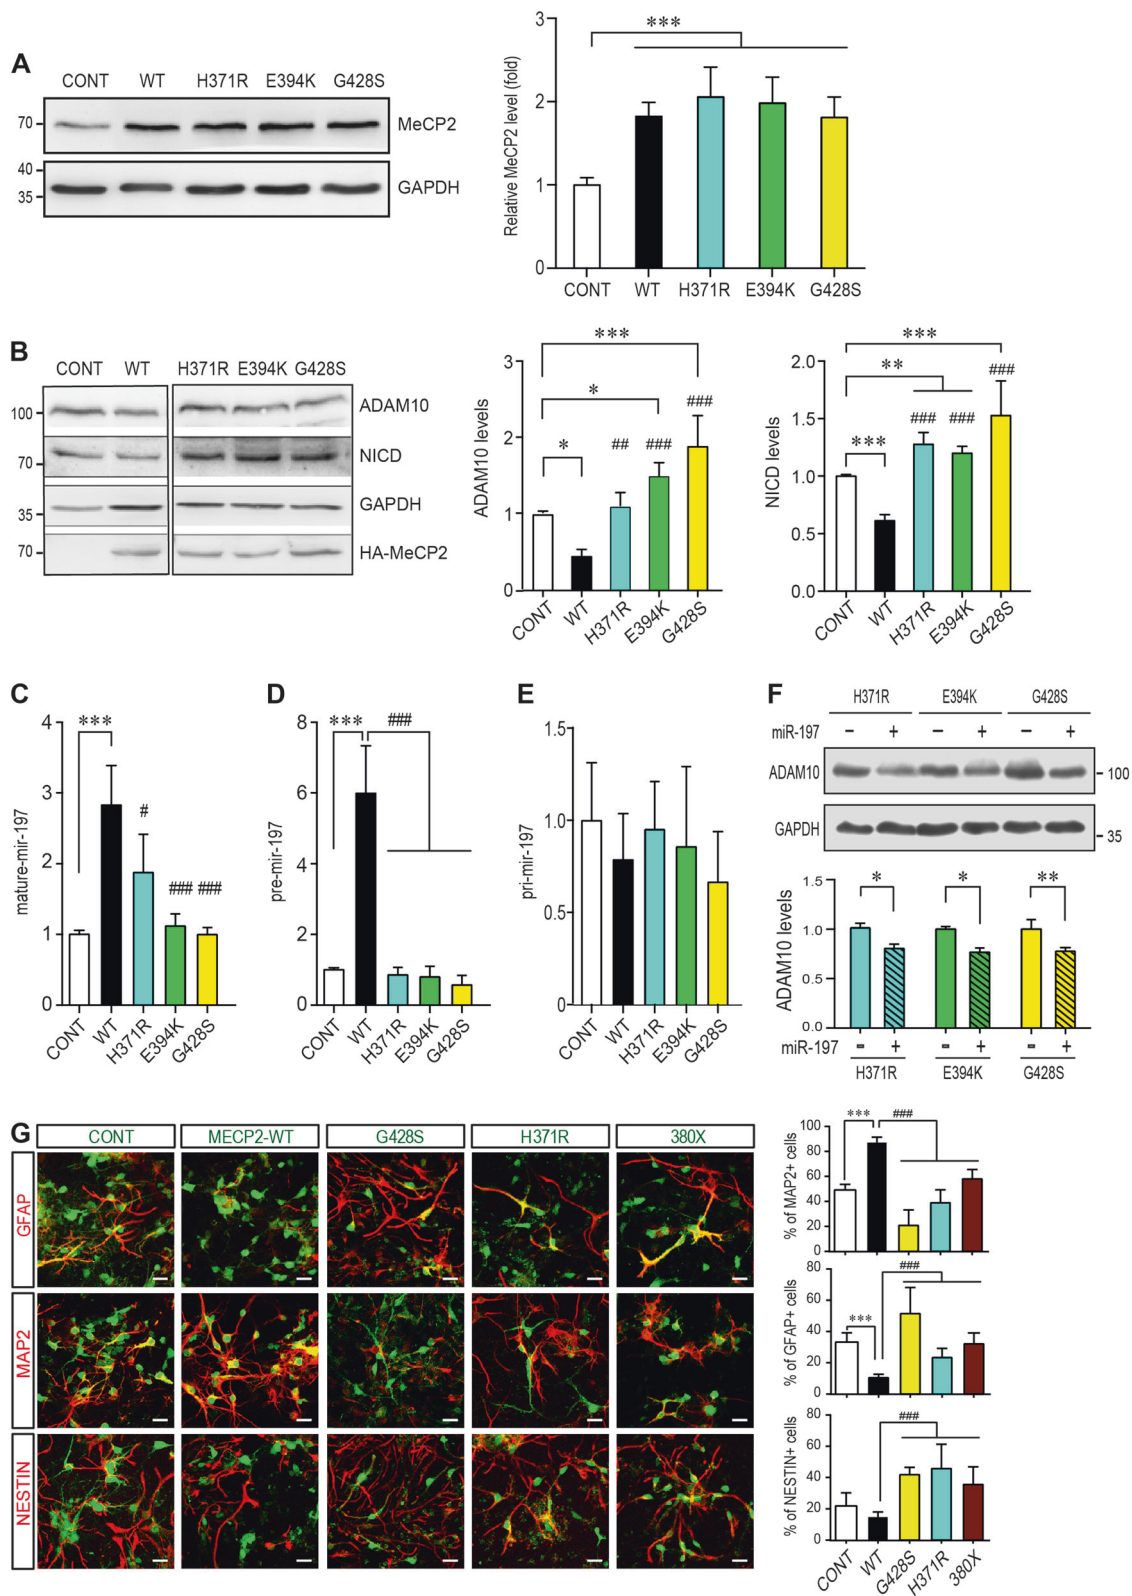 A
CONT WT H371R E394K G428S
70 MeCP2
40
35 GAPDH
Relative MeCP2 level (fold)
3
2
1
0
***
CONT WT H371R E394K G428S
B
CONT WT H371R E394K G428S
100 ADAM10
70 NICD
35 GAPDH
70 HA-MeCP2
ADAM10 levels
3
2
1
0
***
*
*
## ### ###
CONT WT H371R E394K G428S
NICD levels
2.0
1.5
1.0
0.5
0.0
***
**
***
### ### ###
CONT WT H371R E394K G428S
C
mature-mir-197
4
3
2
1
0
***
# ### ###
CONT WT H371R E394K G428S
D
pre-mir-197
8
6
4
2
0
*** ###
CONT WT H371R E394K G428S
E
pri-mir-197
1.5
1.0
0.5
0.0
CONT WT H371R E394K G428S
F
H371R E394K G428S
miR-197 − + − + − +
ADAM10 100
GAPDH 35
ADAM10 levels
1.5
1.0
0.5
0.0
* * **
miR-197 - + - + - +
H371R E394K G428S
G
CONT MECP2-WT G428S H371R 380X
GFAP
MAP2
NESTIN
% of MAP2+ cells
100
80
60
40
20
0
*** ###
% of GFAP+ cells
80
60
40
20
0
*** ###
% of NESTIN+ cells
80
60
40
20
0
###
CONT WT G428S H371R 380X